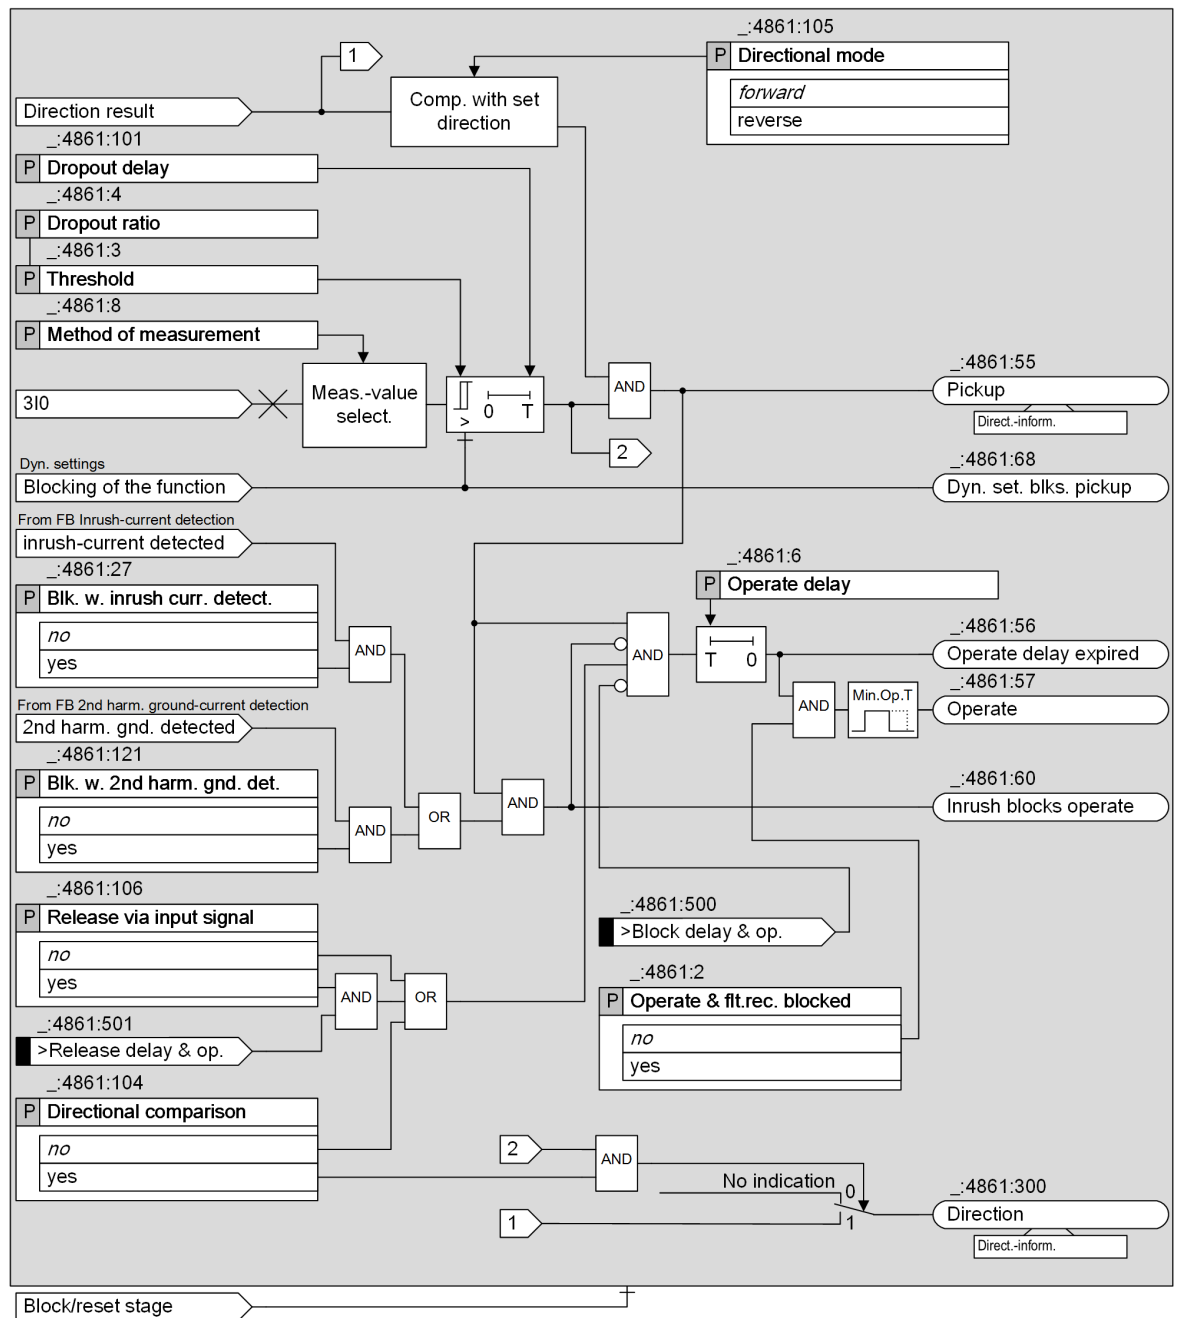 _:4861:105
1
P Directional mode
forward
reverse
Comp. with set
direction
Direction result
_:4861:101
P Dropout delay
_:4861:4
P Dropout ratio
_:4861:3
P Threshold
_:4861:8
P Method of measurement
3I0
Meas.-value
select.
>
0 T
AND
_:4861:55
Pickup
Direct.-inform.
2
Dyn. settings
Blocking of the function
_:4861:68
Dyn. set. blks. pickup
From FB Inrush-current detection
inrush-current detected
_:4861:27
P Blk. w. inrush curr. detect.
no
yes
AND
_:4861:6
P Operate delay
AND
T 0
_:4861:56
Operate delay expired
_:4861:57
AND
Min.Op.T
Operate
From FB 2nd harm. ground-current detection
2nd harm. gnd. detected
_:4861:121
P Blk. w. 2nd harm. gnd. det.
no
yes
AND
OR
AND
_:4861:60
Inrush blocks operate
_:4861:106
P Release via input signal
no
yes
AND
OR
_:4861:500
>Block delay & op.
_:4861:2
P Operate & flt.rec. blocked
no
yes
_:4861:501
>Release delay & op.
_:4861:104
P Directional comparison
no
yes
2
AND
No indication
0
1
1
_:4861:300
Direction
Direct.-inform.
Block/reset stage